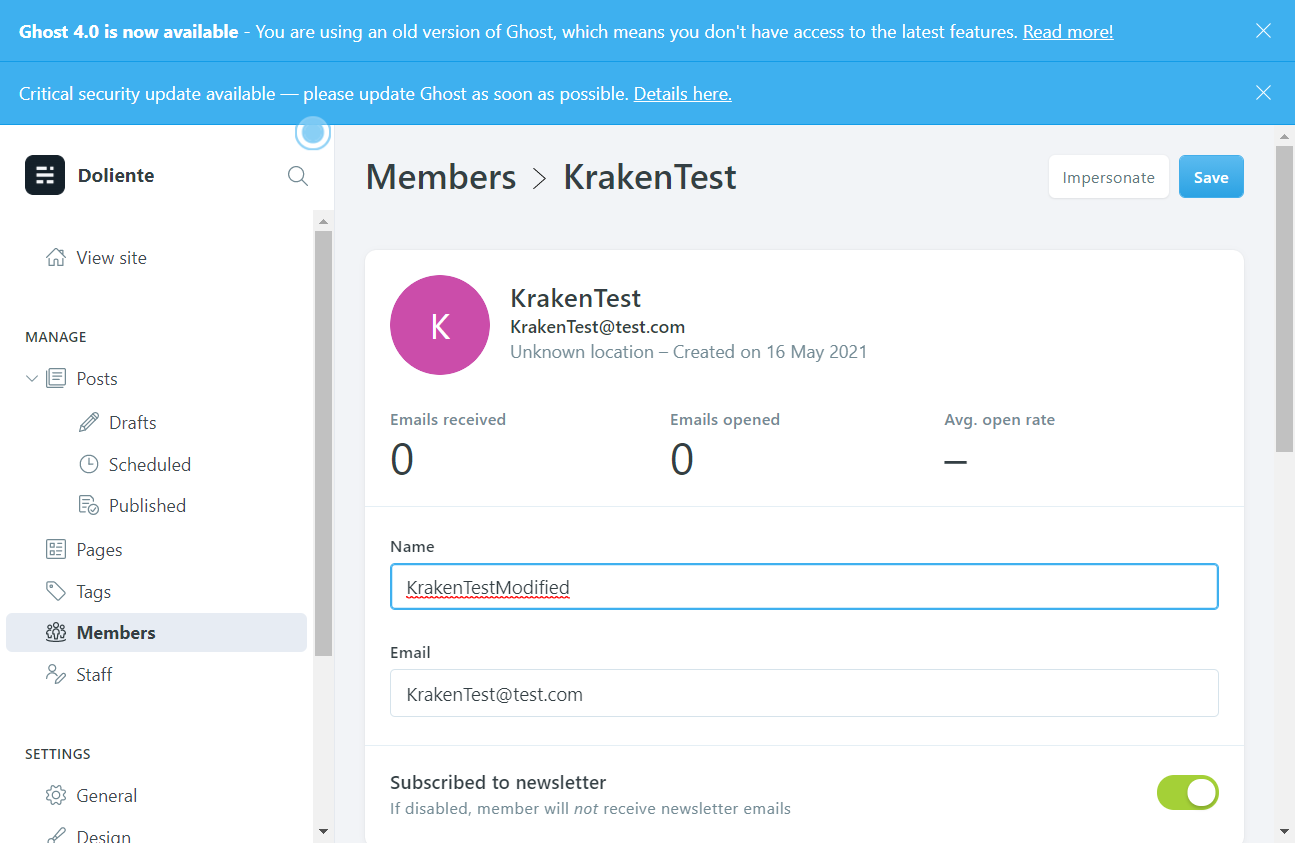 Ghost 4.0 is now available - You are using an old version of Ghost, which means you don't have access to the latest features. Read more!
Critical security update available — please update Ghost as soon as possible. Details here.
Doliente
View site
MANAGE
Posts
Drafts
Scheduled
Published
Pages
Tags
Members
Staff
SETTINGS
General
Design
Members > KrakenTest
Impersonate
Save
K
KrakenTest
KrakenTest@test.com
Unknown location – Created on 16 May 2021
Emails received
0
Emails opened
0
Avg. open rate
–
Name
KrakenTestModified
Email
KrakenTest@test.com
Subscribed to newsletter
If disabled, member will not receive newsletter emails